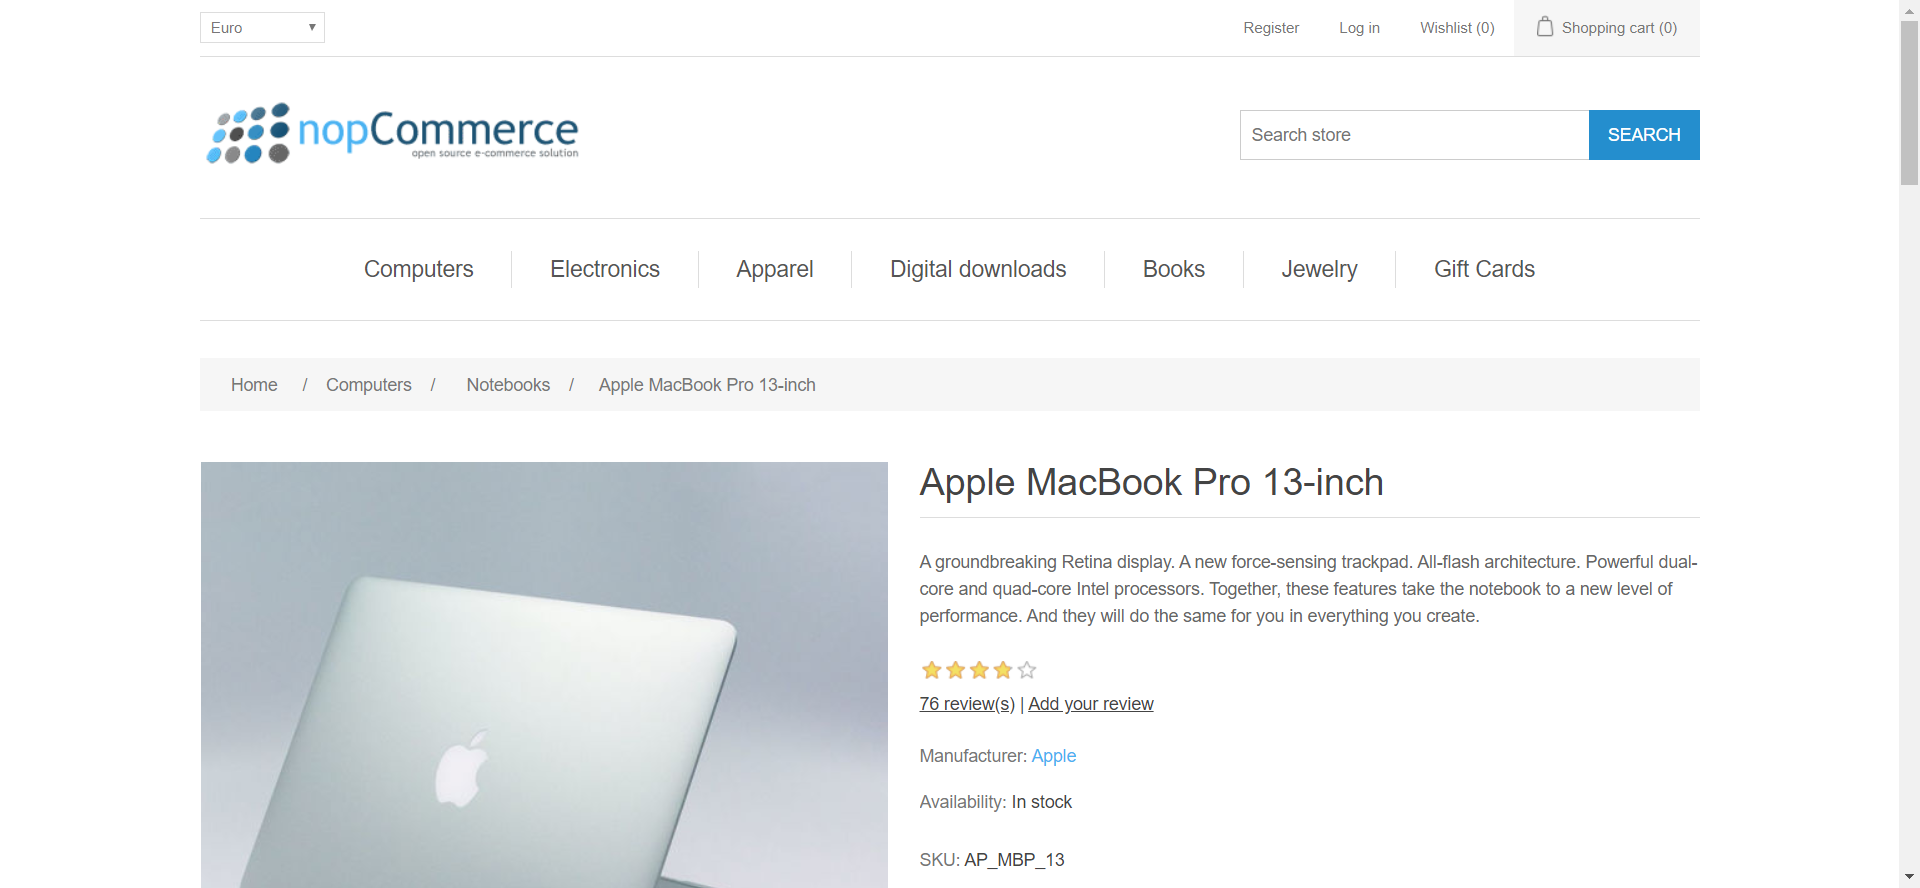 Euro
Register
Log in
Wishlist (0)
Shopping cart (0)
nopCommerce
open source e-commerce solution
Search store
SEARCH
Computers
Electronics
Apparel
Digital downloads
Books
Jewelry
Gift Cards
Home / Computers / Notebooks / Apple MacBook Pro 13-inch
Apple MacBook Pro 13-inch
A groundbreaking Retina display. A new force-sensing trackpad. All-flash architecture. Powerful dual-
core and quad-core Intel processors. Together, these features take the notebook to a new level of
performance. And they will do the same for you in everything you create.
76 review(s) | Add your review
Manufacturer: Apple
Availability: In stock
SKU: AP_MBP_13